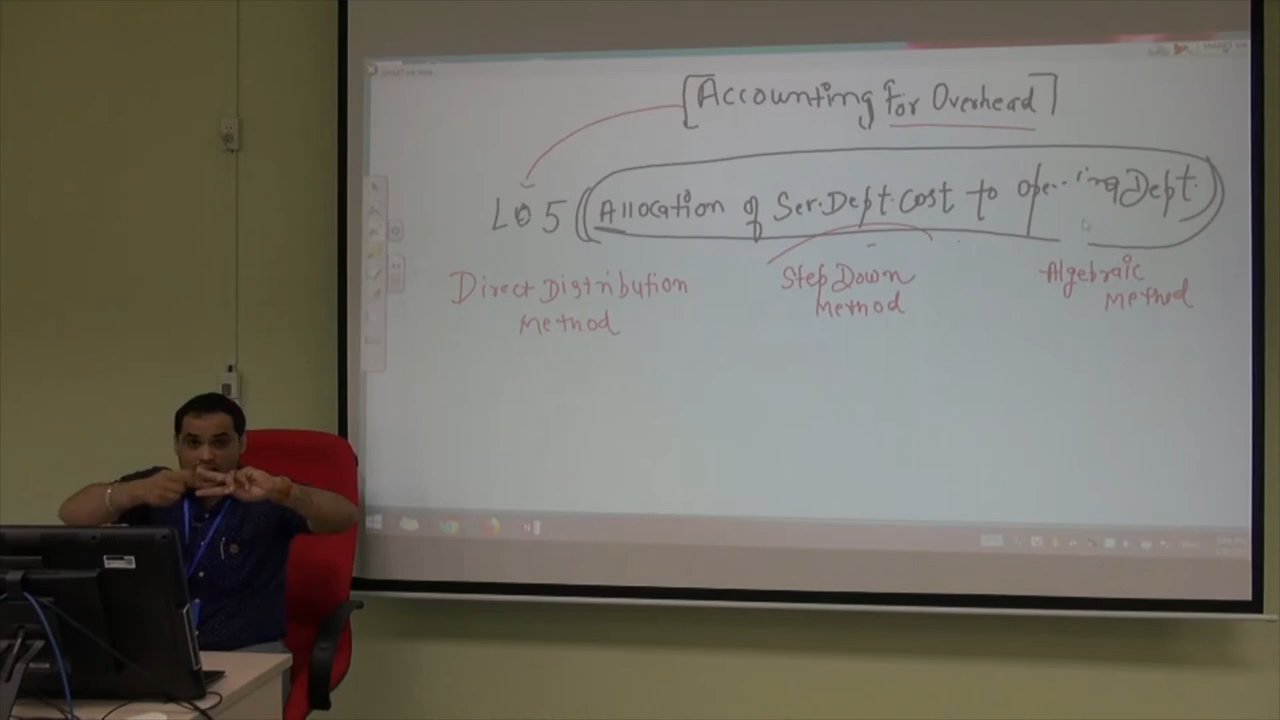 [Accounting For Overhead]
LO 5 (Allocation of Ser. Dept. Cost to Dept.)
Direct Distribution Method
Step Down Method
Algebraic Method